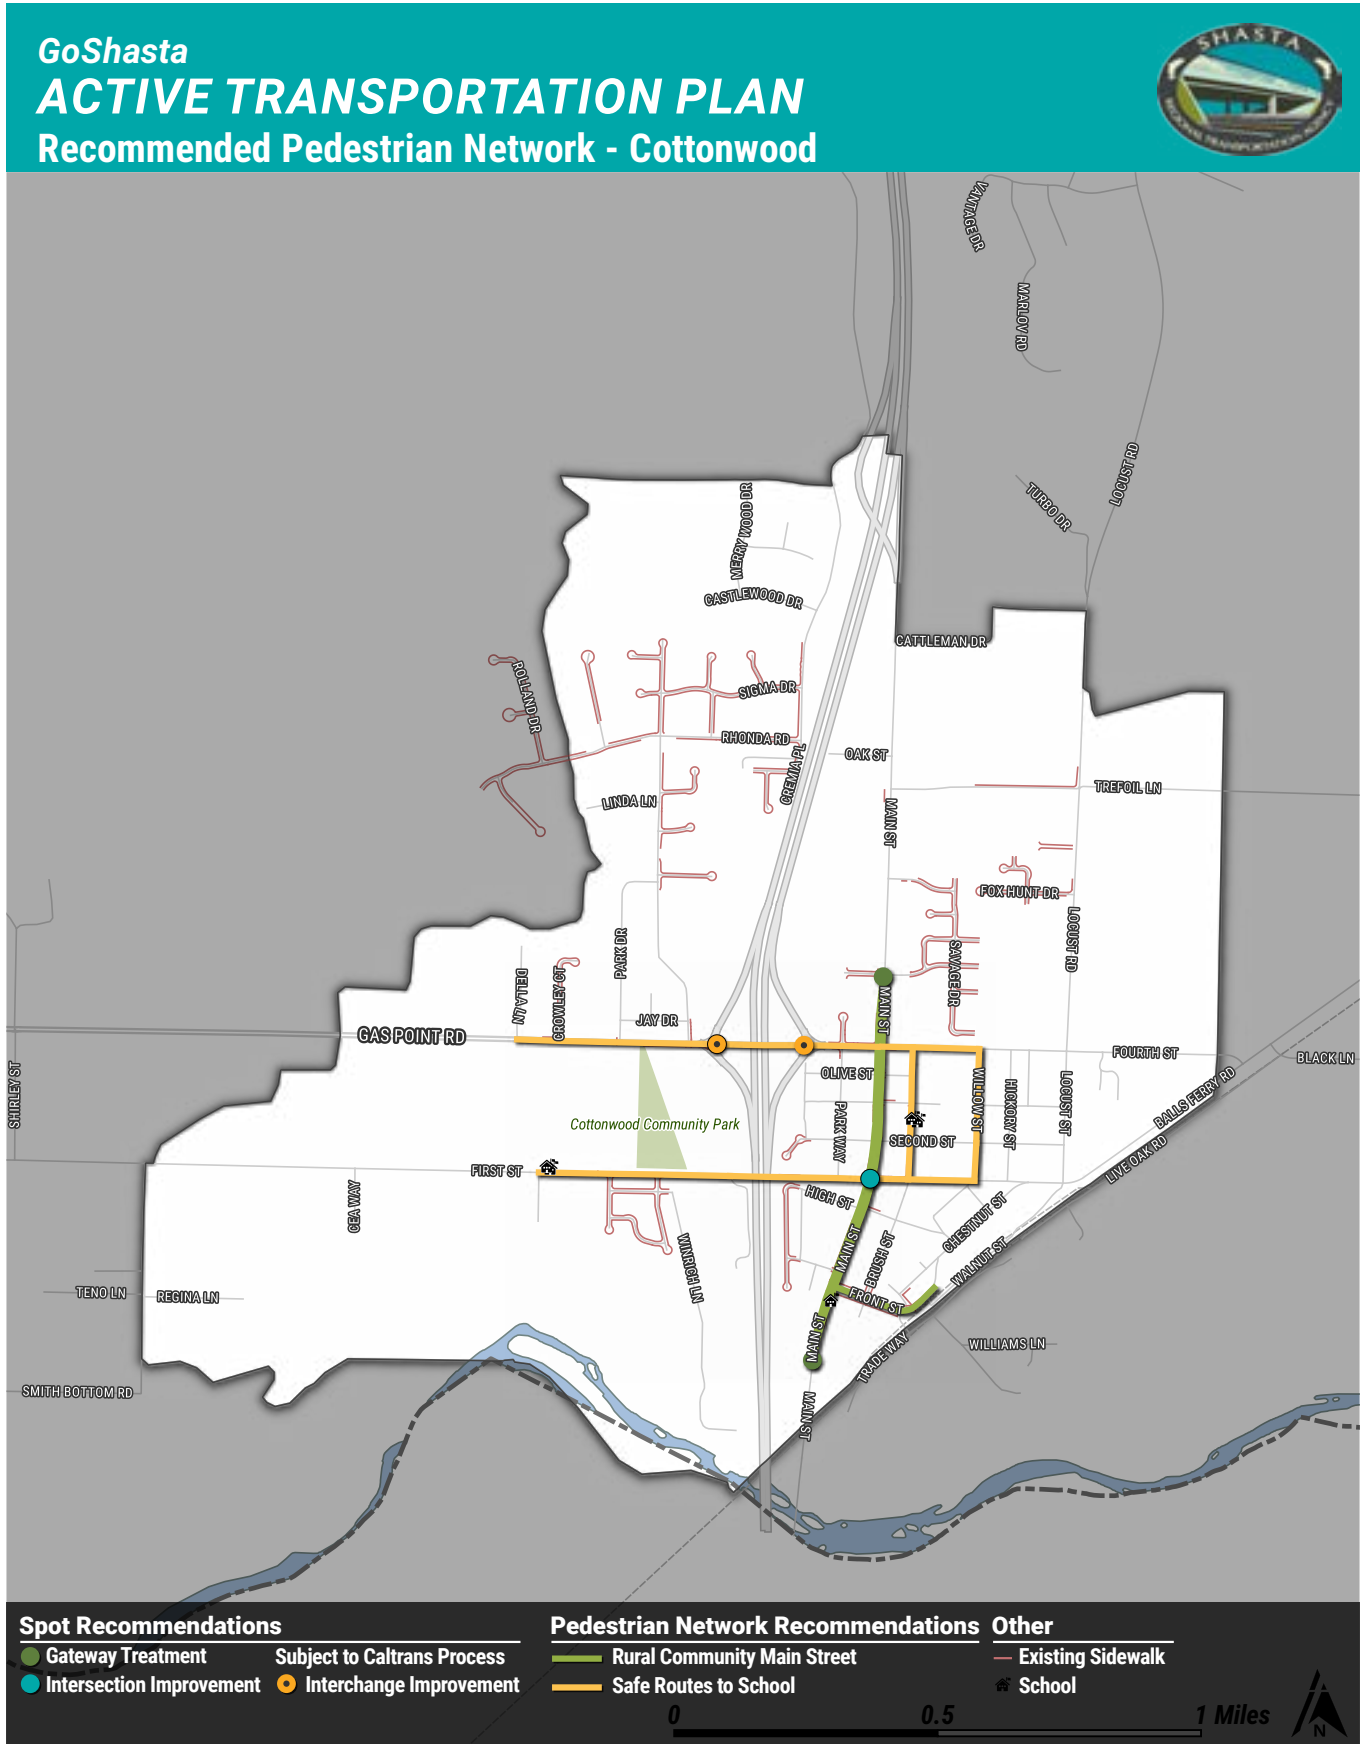 GoShasta
ACTIVE TRANSPORTATION PLAN
Recommended Pedestrian Network - Cottonwood
SHASTA
REGIONAL TRANSPORTATION AGENCY
VANTAGE DR
MARLOV RD
LOCUST RD
TURBO DR
MERRY WOOD DR
CASTLEWOOD DR
CATTLEMAN DR
ROLLAND DR
SIGMA DR
RHONDA RD
CREMIA PL
OAK ST
LINDA LN
MAIN ST
TREFOIL LN
FOX HUNT DR
LOCUST RD
PARK DR
SAVAGE DR
DELLA LN
CROWLEY CT
JAY DR
MAIN ST
GAS POINT RD
FOURTH ST
BLACK LN
SHIRLEY ST
OLIVE ST
WILLOW ST
HICKORY ST
LOCUST ST
BALLS FERRY RD
Cottonwood Community Park
PARK WAY
SECOND ST
LIVE OAK RD
FIRST ST
CEA WAY
HIGH ST
CHESTNUT ST
WINRICH LN
MAIN ST
BRUSH ST
WALNUT ST
TENO LN
REGINA LN
FRONT ST
MAIN ST
TRADE WAY
WILLIAMS LN
SMITH BOTTOM RD
MAIN ST
Spot Recommendations
Gateway Treatment
Subject to Caltrans Process
Intersection Improvement
Interchange Improvement
Pedestrian Network Recommendations
Rural Community Main Street
Safe Routes to School
Other
Existing Sidewalk
School
0 0.5 1 Miles
N